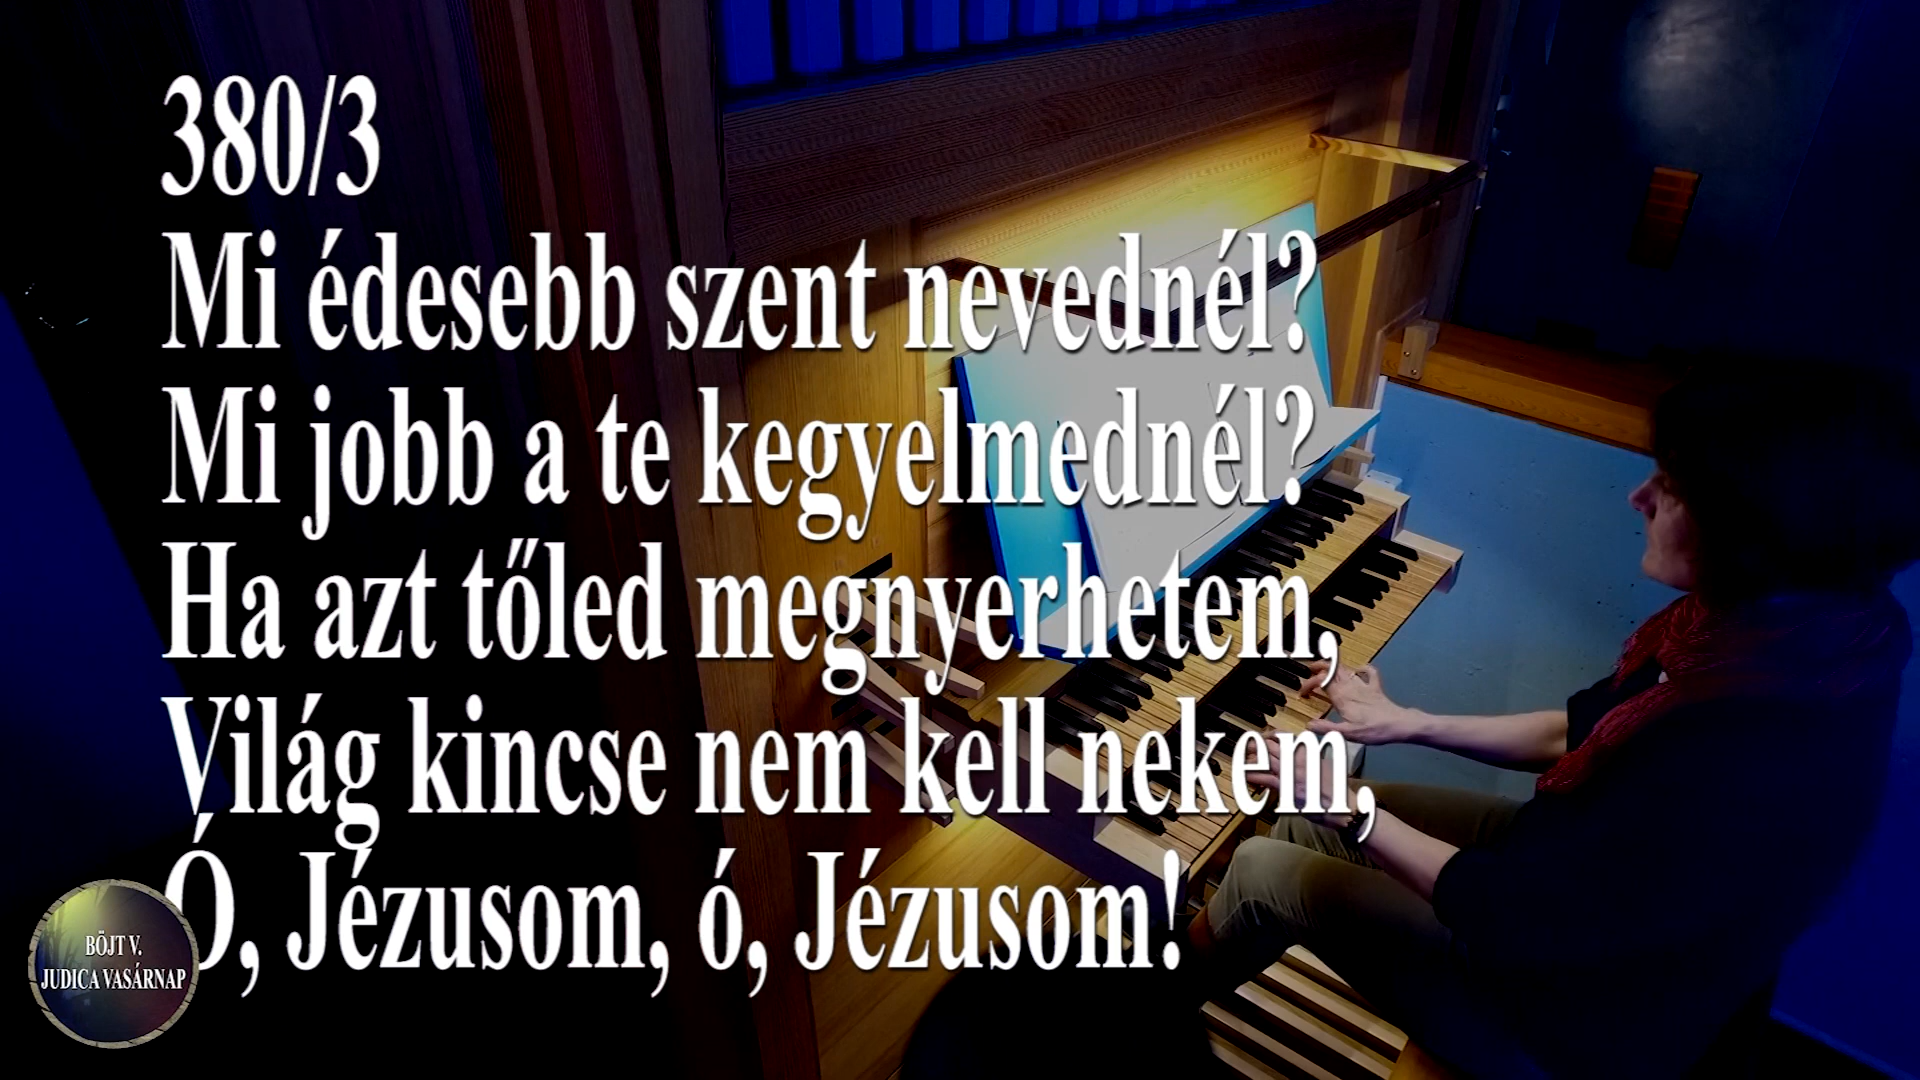 380/3
Mi édesebb szent nevednél?
Mi jobb a te kegyelmednél?
Ha azt tőled megnyerhetem,
Világ kincse nem kell nekem,
Ó, Jézusom, ó, Jézusom!
BÖJT V.
JUDICA VASÁRNAP